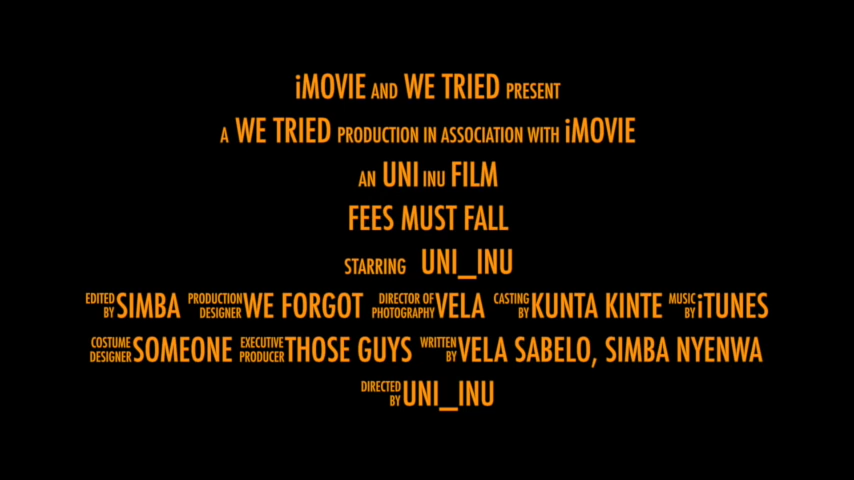 iMOVIE AND WE TRIED PRESENT
A WE TRIED PRODUCTION IN ASSOCIATION WITH iMOVIE
AN UNI INU FILM
FEES MUST FALL
STARRING UNI_INU
EDITED BY SIMBA PRODUCTION DESIGNER WE FORGOT DIRECTOR OF PHOTOGRAPHY VELA CASTING BY KUNTA KINTE MUSIC BY iTUNES
COSTUME DESIGNER SOMEONE EXECUTIVE PRODUCER THOSE GUYS WRITTEN BY VELA SABELO, SIMBA NYENWA
DIRECTED BY UNI_INU